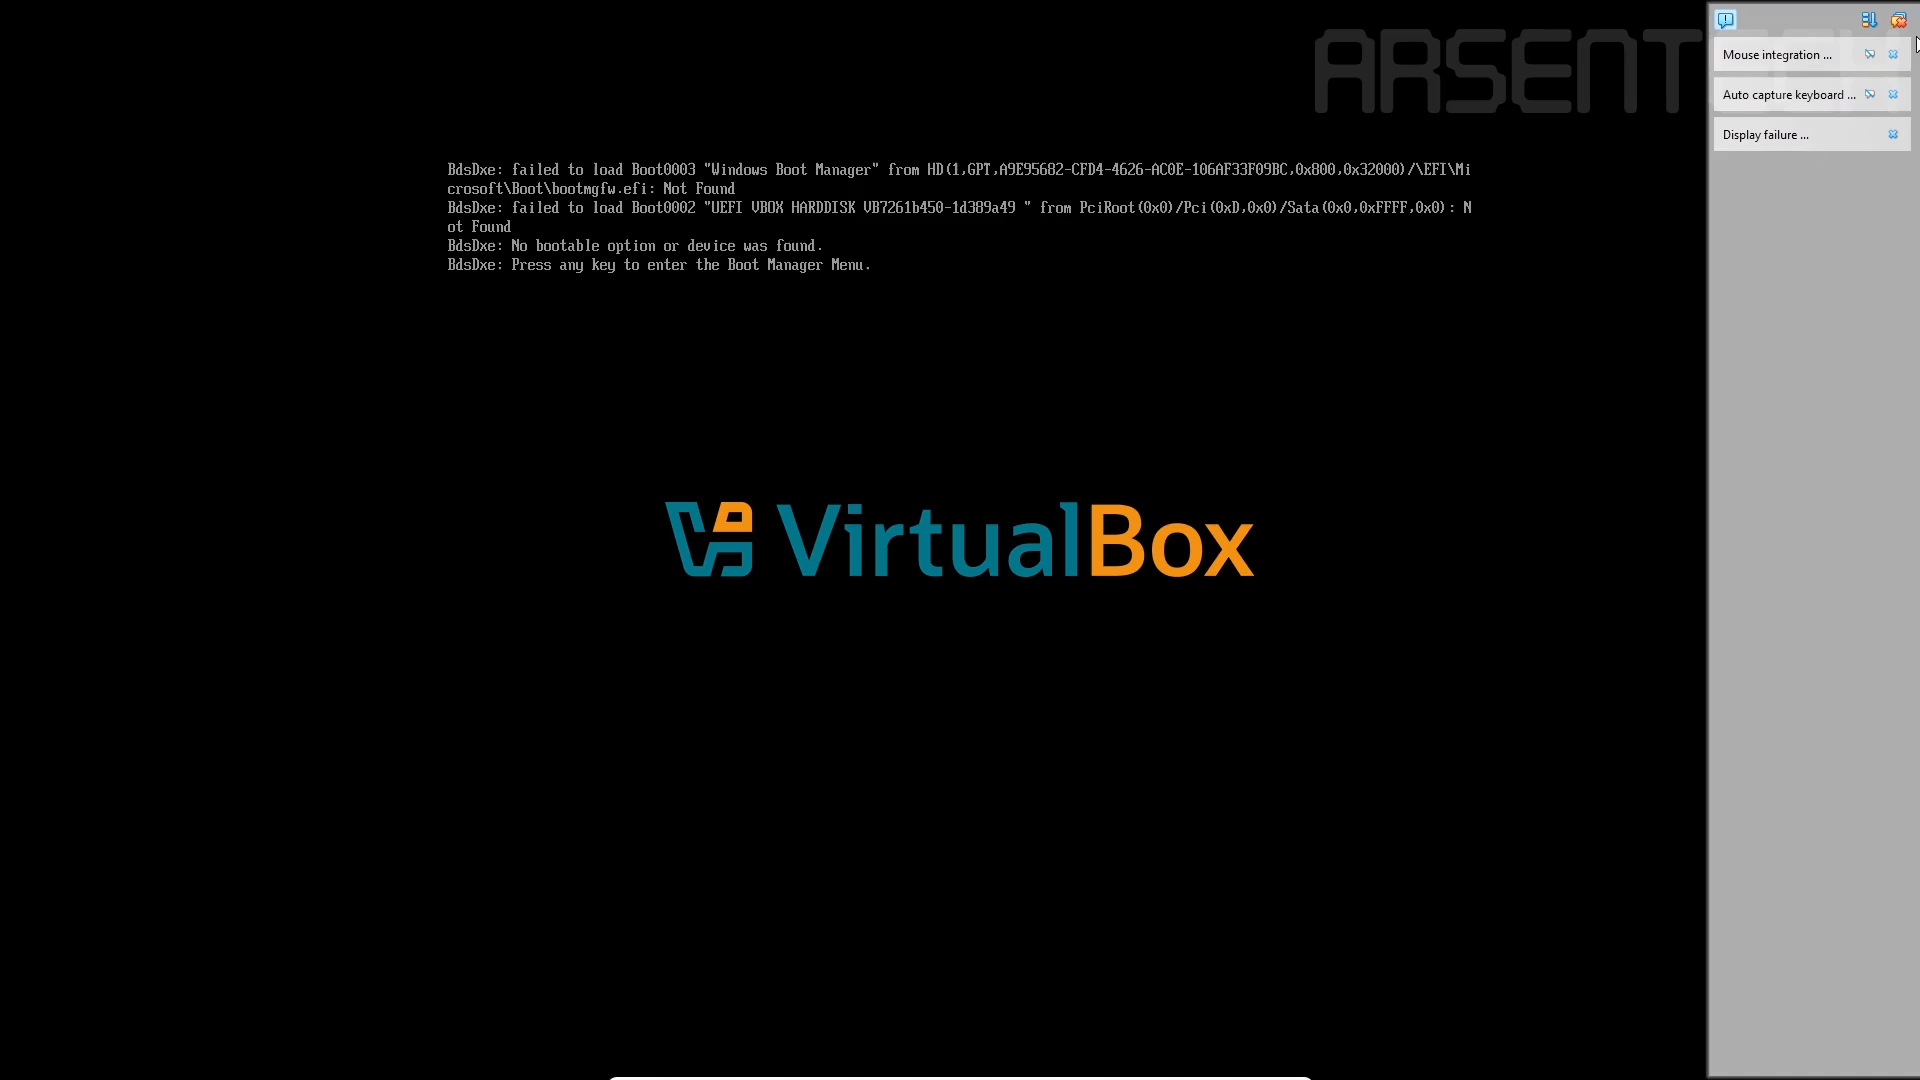 ARSENT
Mouse integration ...
Auto capture keyboard ...
Display failure ...
BdsDxe: failed to load Boot0003 "Windows Boot Manager" from HD(1,GPT,A9E95682-CFD4-4626-AC0E-106AF33F09BC,0x800,0x32000)/\EFI\Mi
crosoft\Boot\bootmgfw.efi: Not Found
BdsDxe: failed to load Boot0002 "UEFI VBOX HARDDISK VB7261b450-1d389a49 " from PciRoot(0x0)/Pci(0xD,0x0)/Sata(0x0,0xFFFF,0x0): N
ot Found
BdsDxe: No bootable option or device was found.
BdsDxe: Press any key to enter the Boot Manager Menu.
VirtualBox